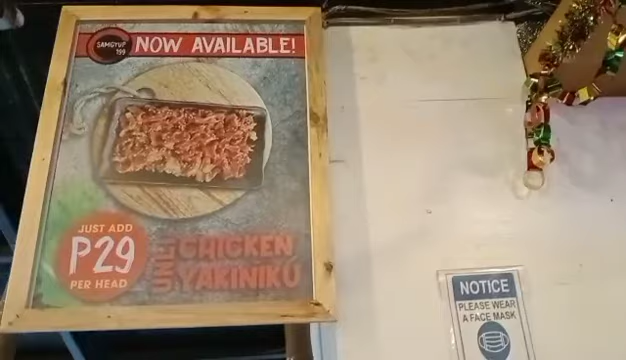 SAMGYUP
199
NOW AVAILABLE!
JUST ADD
P29
PER HEAD
UNLI
CHICKEN
YAKINIKU
NOTICE
PLEASE WEAR
A FACE MASK